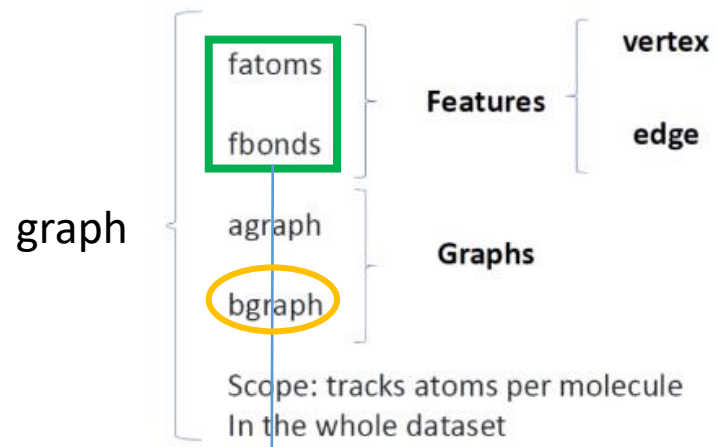 graph
fatoms
fbonds
Features
vertex
edge
agraph
bgraph
Graphs
Scope: tracks atoms per molecule
In the whole dataset